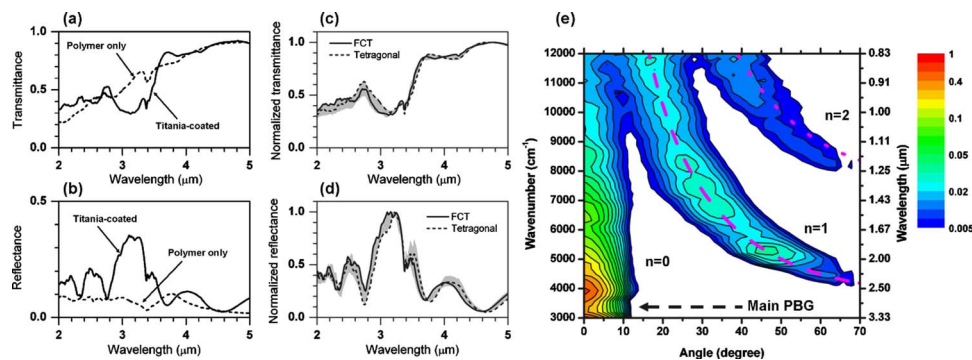 (a)
1.0
0.5
0.0
Transmittance
Polymer only
Titania-coated
2 3 4 5
Wavelength (μm)
(b)
0.5
0.0
Reflectance
Titania-coated
Polymer only
2 3 4 5
Wavelength (μm)
(c)
1.0
0.5
0.0
Normalized transmittance
FCT
Tetragonal
2 3 4 5
Wavelength (μm)
(d)
1.0
0.5
0.0
Normalized reflectance
FCT
Tetragonal
2 3 4 5
Wavelength (μm)
(e)
12000
11000
10000
9000
8000
7000
6000
5000
4000
3000
Wavenumber (cm⁻¹)
n=0
n=1
n=2
Main PBG
0 10 20 30 40 50 60 70
Angle (degree)
0.83
0.91
1.00
1.11
1.25
1.43
1.67
2.00
2.50
3.33
Wavelength (μm)
1
0.4
0.1
0.05
0.02
0.005